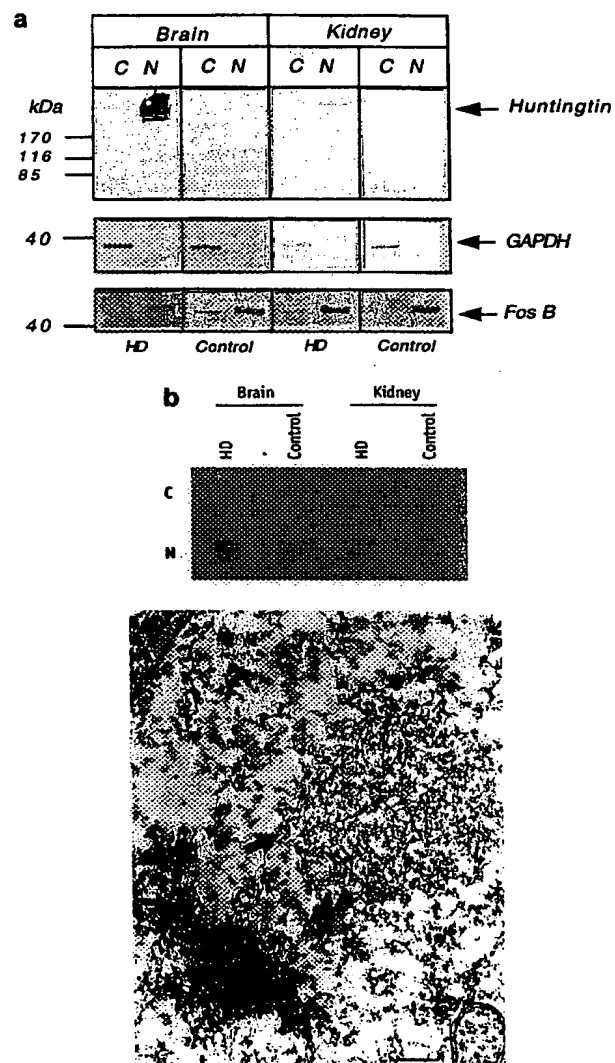 a
Brain Kidney
C N C N C N C N
kDa
Huntingtin
170
116
85
40
GAPDH
Fos B
40
HD Control HD Control
b
Brain Kidney
HD Control HD Control
C
N